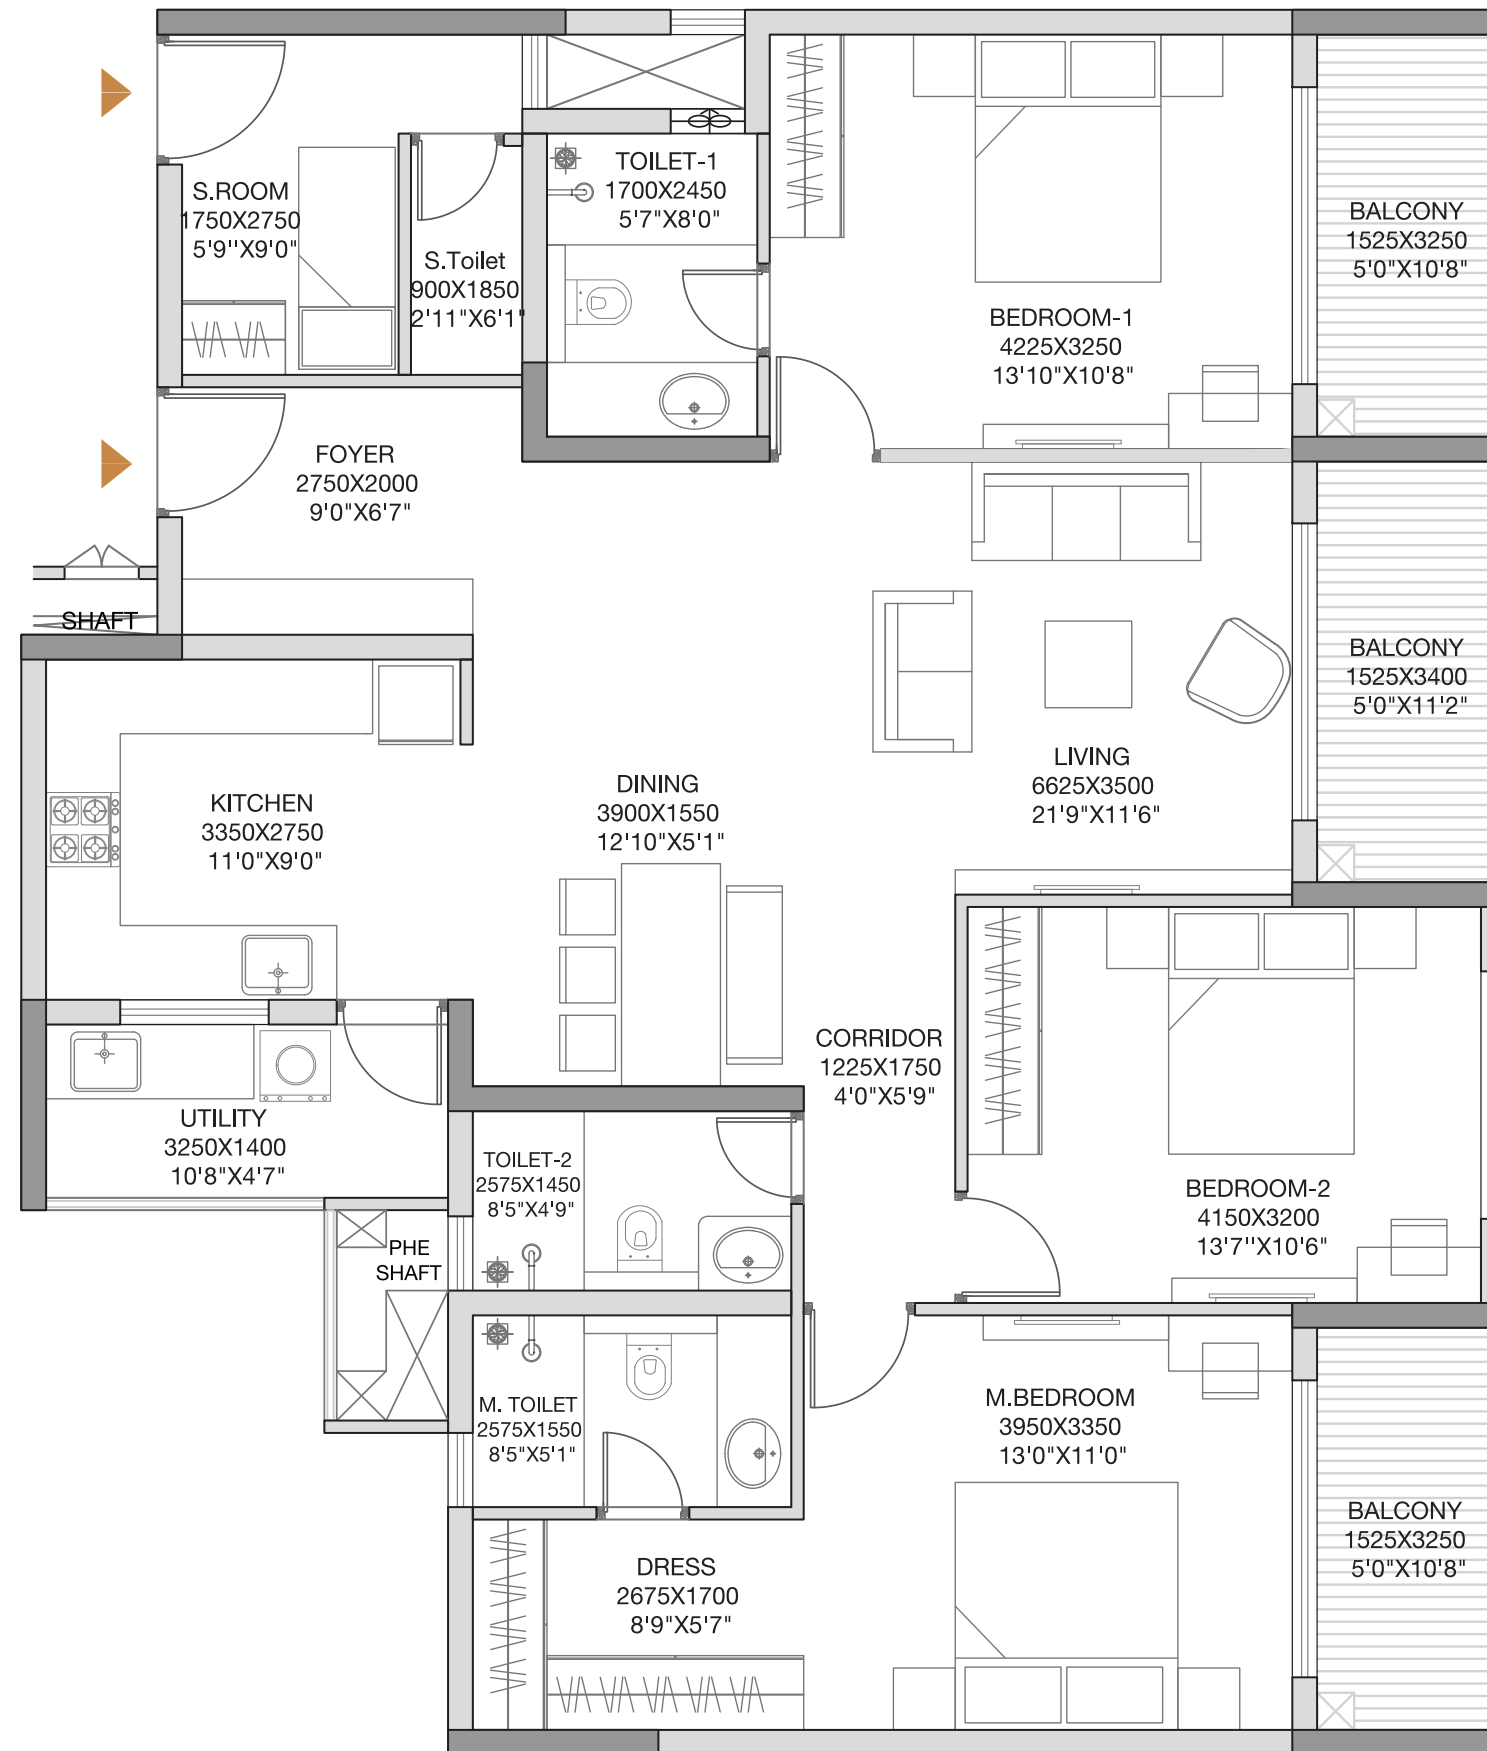 TOILET-1
1700X2450
5'7"X8'0"
S.ROOM
1750X2750
5'9''X9'0"
S.Toilet
900X1850
2'11"X6'1"
BALCONY
1525X3250
5'0"X10'8"
BEDROOM-1
4225X3250
13'10"X10'8"
FOYER
2750X2000
9'0"X6'7"
SHAFT
BALCONY
1525X3400
5'0"X11'2"
LIVING
6625X3500
21'9"X11'6"
DINING
3900X1550
12'10"X5'1"
KITCHEN
3350X2750
11'0"X9'0"
CORRIDOR
1225X1750
4'0"X5'9"
UTILITY
3250X1400
10'8"X4'7"
TOILET-2
2575X1450
8'5"X4'9"
BEDROOM-2
4150X3200
13'7''X10'6"
PHE
SHAFT
M. TOILET
2575X1550
8'5"X5'1"
M.BEDROOM
3950X3350
13'0"X11'0"
BALCONY
1525X3250
5'0"X10'8"
DRESS
2675X1700
8'9"X5'7"